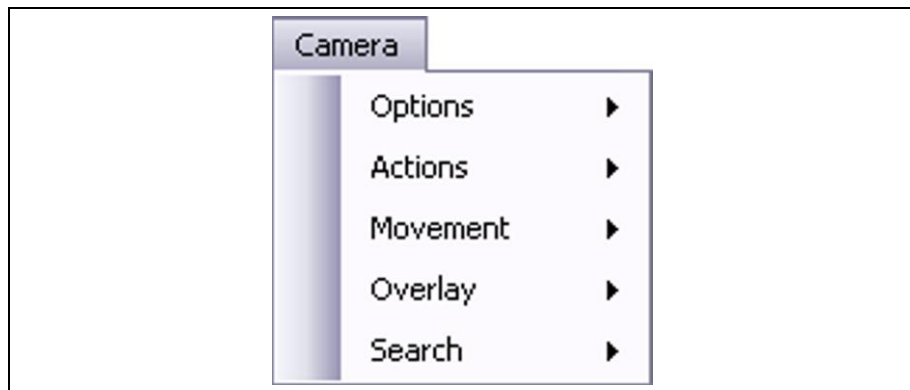 Camera
Options
Actions
Movement
Overlay
Search